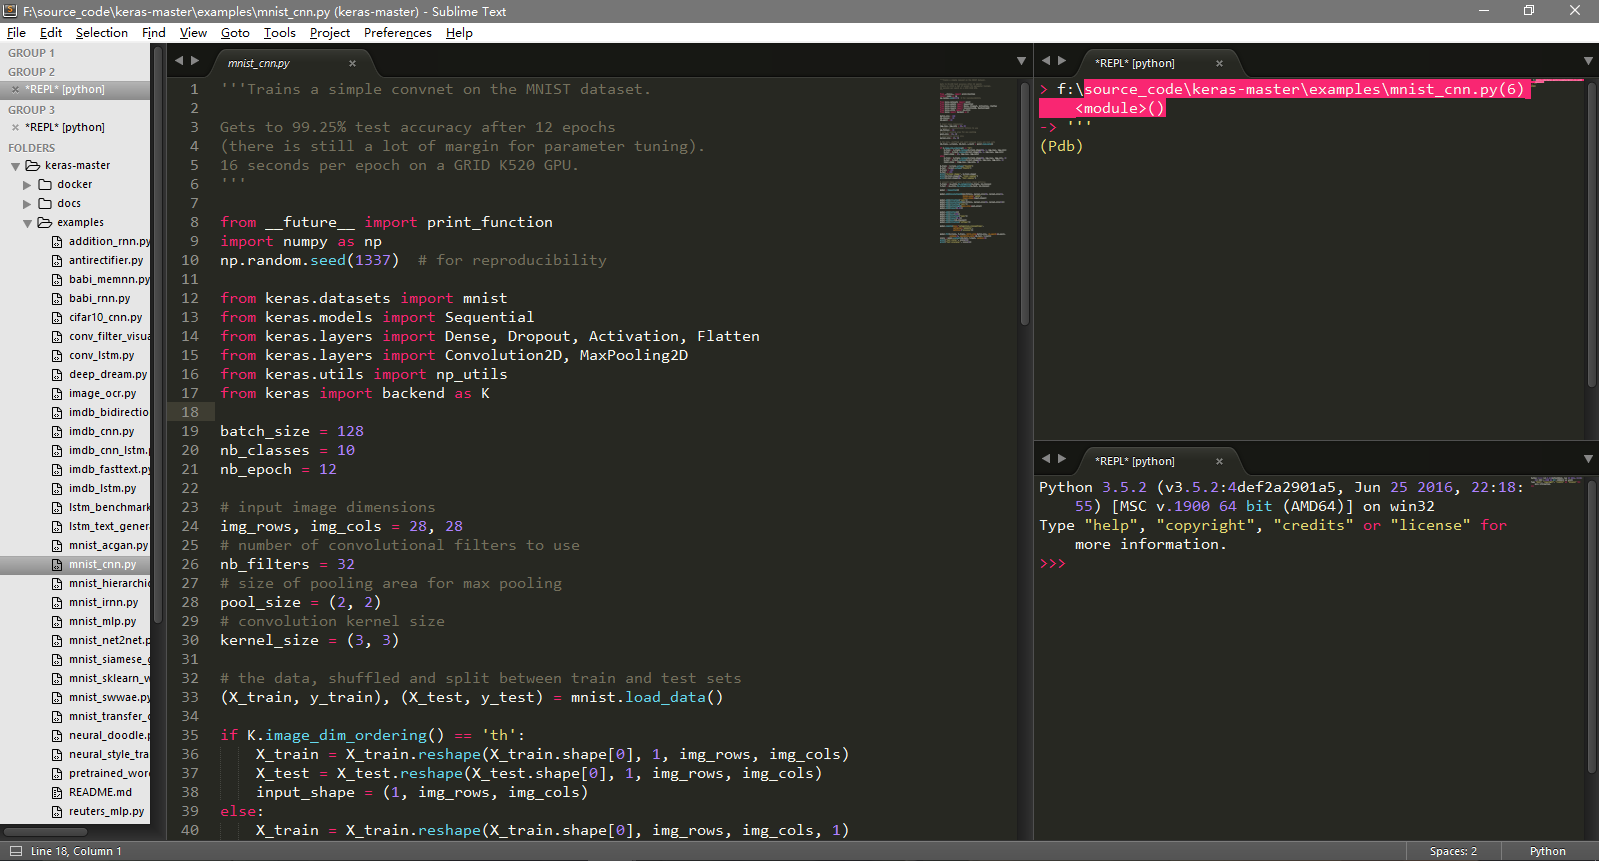 F:\source_code\keras-master\examples\mnist_cnn.py (keras-master) - Sublime Text
File Edit Selection Find View Goto Tools Project Preferences Help
GROUP 1
GROUP 2
*REPL* [python]
GROUP 3
*REPL* [python]
FOLDERS
keras-master
docker
docs
examples
addition_rnn.py
antirectifier.py
babi_memnn.py
babi_rnn.py
cifar10_cnn.py
conv_filter_visua
conv_lstm.py
deep_dream.py
image_ocr.py
imdb_bidirectio
imdb_cnn.py
imdb_cnn_lstm.
imdb_fasttext.py
imdb_lstm.py
lstm_benchmark
lstm_text_gener
mnist_acgan.py
mnist_cnn.py
mnist_hierarchic
mnist_irnn.py
mnist_mlp.py
mnist_net2net.p
mnist_siamese_g
mnist_sklearn_w
mnist_swwae.py
mnist_transfer_c
neural_doodle.p
neural_style_tra
pretrained_word
README.md
reuters_mlp.py
mnist_cnn.py
1 '''Trains a simple convnet on the MNIST dataset.
2
3 Gets to 99.25% test accuracy after 12 epochs
4 (there is still a lot of margin for parameter tuning).
5 16 seconds per epoch on a GRID K520 GPU.
6 '''
7
8 from __future__ import print_function
9 import numpy as np
10 np.random.seed(1337)  # for reproducibility
11
12 from keras.datasets import mnist
13 from keras.models import Sequential
14 from keras.layers import Dense, Dropout, Activation, Flatten
15 from keras.layers import Convolution2D, MaxPooling2D
16 from keras.utils import np_utils
17 from keras import backend as K
18
19 batch_size = 128
20 nb_classes = 10
21 nb_epoch = 12
22
23 # input image dimensions
24 img_rows, img_cols = 28, 28
25 # number of convolutional filters to use
26 nb_filters = 32
27 # size of pooling area for max pooling
28 pool_size = (2, 2)
29 # convolution kernel size
30 kernel_size = (3, 3)
31
32 # the data, shuffled and split between train and test sets
33 (X_train, y_train), (X_test, y_test) = mnist.load_data()
34
35 if K.image_dim_ordering() == 'th':
36     X_train = X_train.reshape(X_train.shape[0], 1, img_rows, img_cols)
37     X_test = X_test.reshape(X_test.shape[0], 1, img_rows, img_cols)
38     input_shape = (1, img_rows, img_cols)
39 else:
40     X_train = X_train.reshape(X_train.shape[0], img_rows, img_cols, 1)
*REPL* [python]
> f:\source_code\keras-master\examples\mnist_cnn.py(6)
<module>()
-> '''
(Pdb)
*REPL* [python]
Python 3.5.2 (v3.5.2:4def2a2901a5, Jun 25 2016, 22:18:
55) [MSC v.1900 64 bit (AMD64)] on win32
Type "help", "copyright", "credits" or "license" for
more information.
>>>
Line 18, Column 1
Spaces: 2
Python